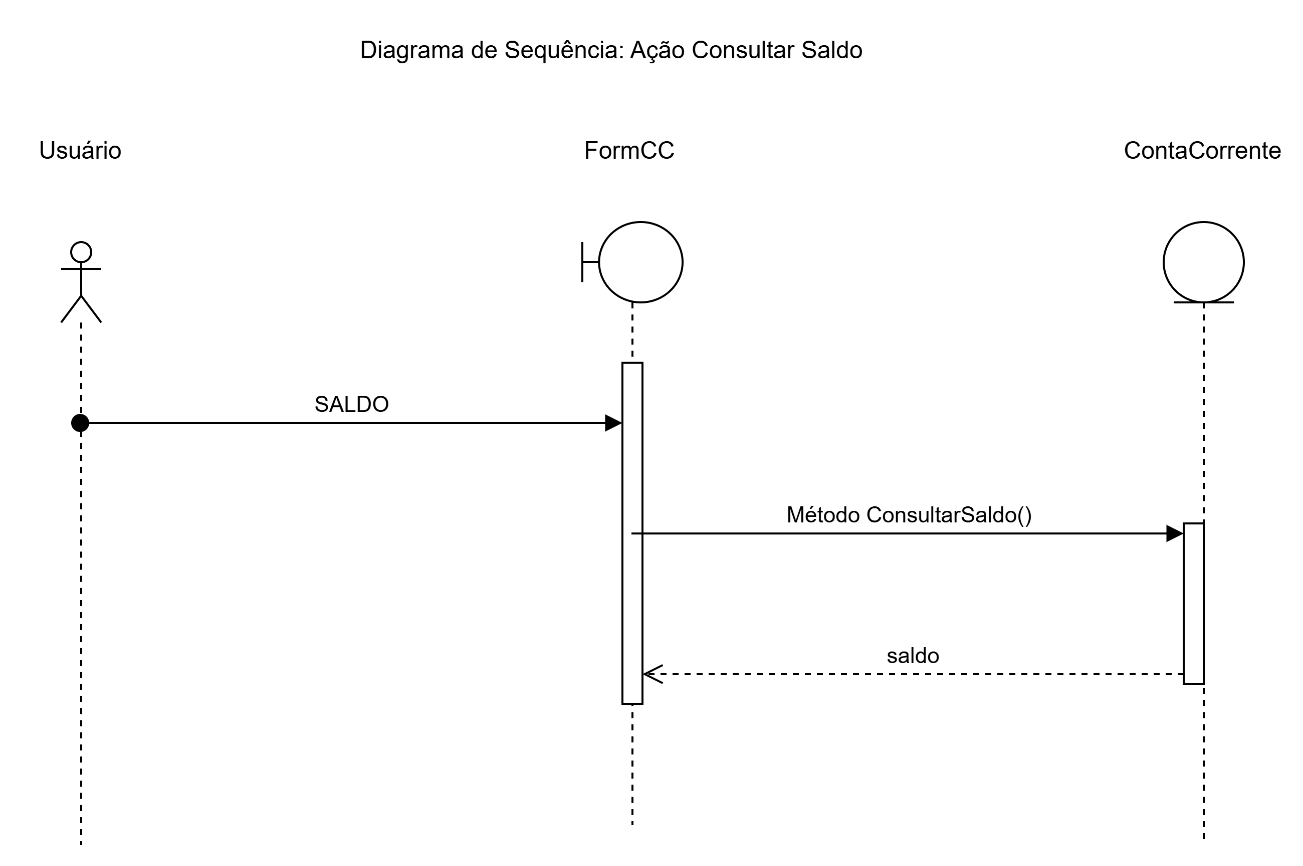 Diagrama de Sequência: Ação Consultar Saldo
Usuário
FormCC
ContaCorrente
SALDO
Método ConsultarSaldo()
saldo